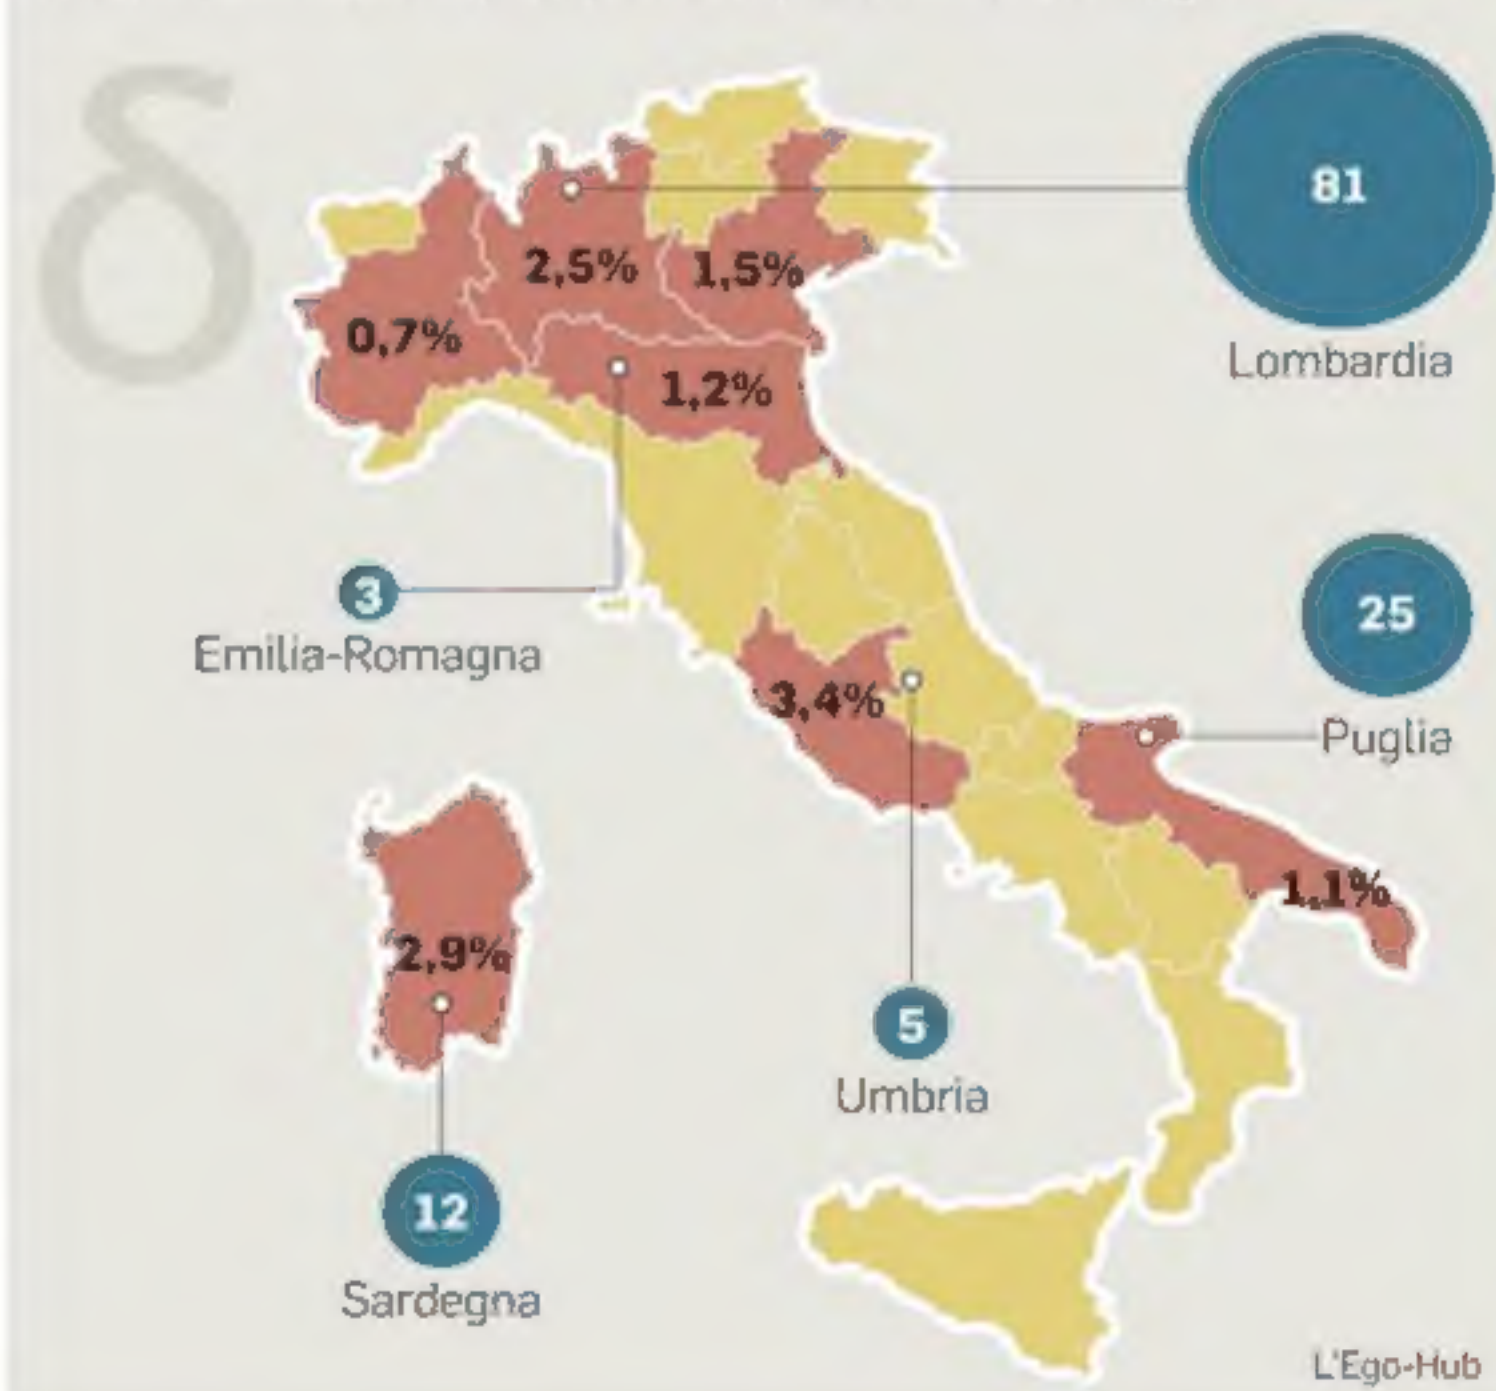 δ
81
Lombardia
2,5%
1,5%
0,7%
1,2%
3
Emilia-Romagna
25
Puglia
3,4%
1,1%
2,9%
5
Umbria
12
Sardegna
L'Ego-Hub